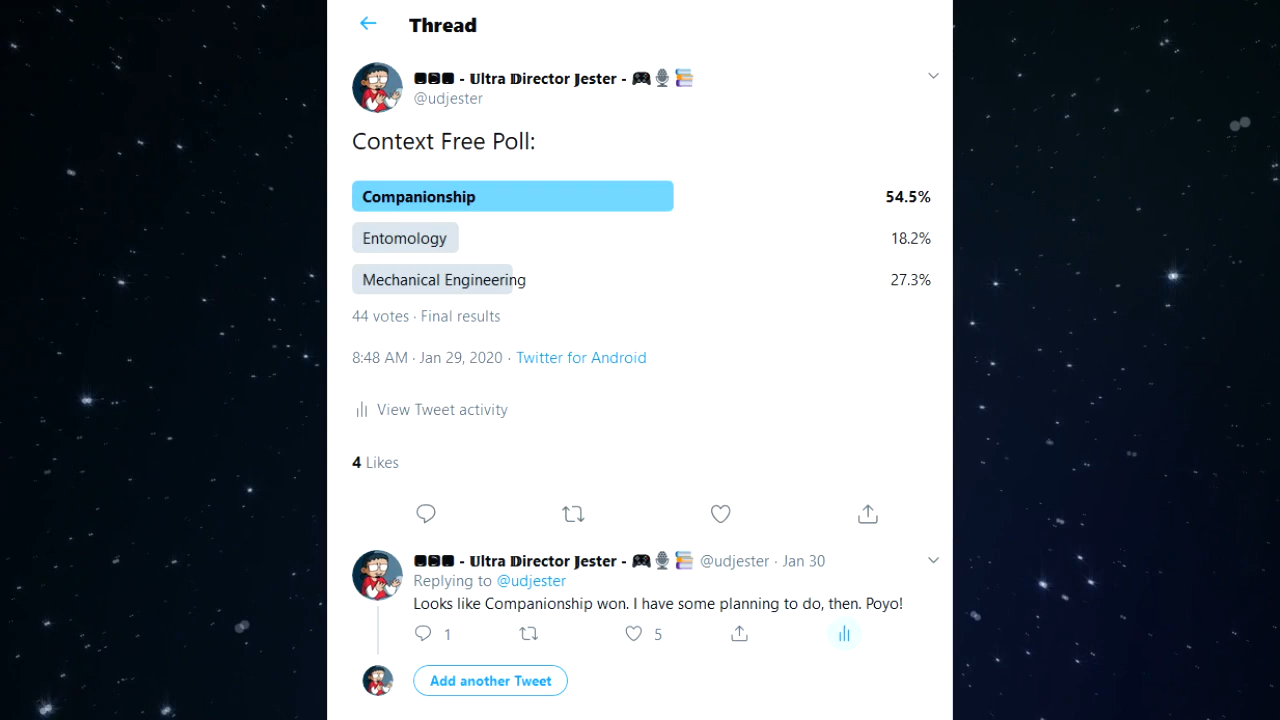 Thread
- Ultra Director Jester -
@udjester
Context Free Poll:
Companionship 54.5%
Entomology 18.2%
Mechanical Engineering 27.3%
44 votes · Final results
8:48 AM · Jan 29, 2020 · Twitter for Android
View Tweet activity
4 Likes
- Ultra Director Jester - @udjester · Jan 30
Replying to @udjester
Looks like Companionship won. I have some planning to do, then. Poyo!
1 5
Add another Tweet